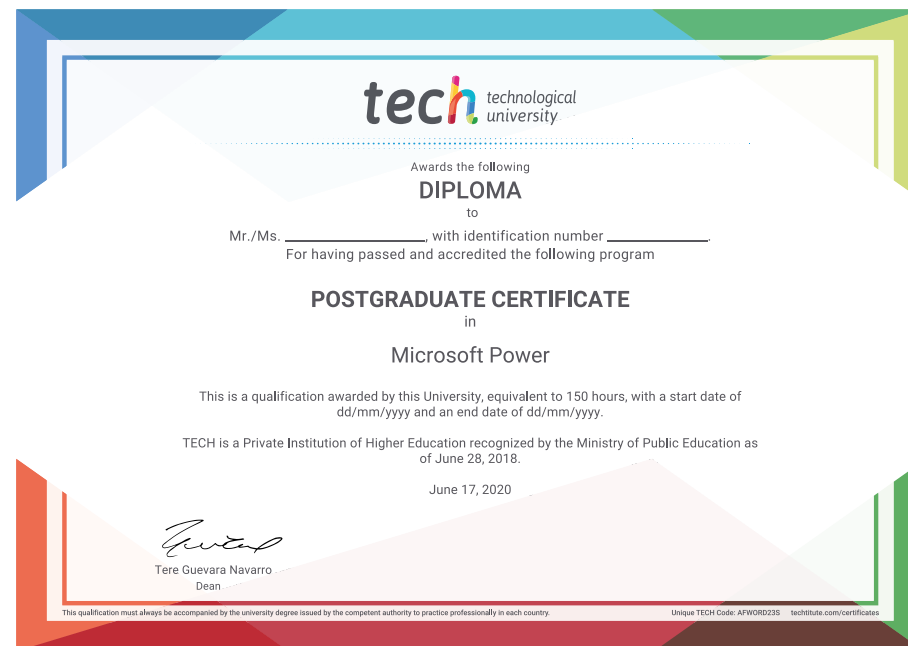 tech technological
university
Awards the following
DIPLOMA
to
Mr./Ms. ____________________, with identification number ______________.
For having passed and accredited the following program
POSTGRADUATE CERTIFICATE
in
Microsoft Power
This is a qualification awarded by this University, equivalent to 150 hours, with a start date of
dd/mm/yyyy and an end date of dd/mm/yyyy.
TECH is a Private Institution of Higher Education recognized by the Ministry of Public Education as
of June 28, 2018.
June 17, 2020
Tere Guevara Navarro
Dean
This qualification must always be accompanied by the university degree issued by the competent authority to practice professionally in each country.
Unique TECH Code: AFWORD23S techtitute.com/certificates